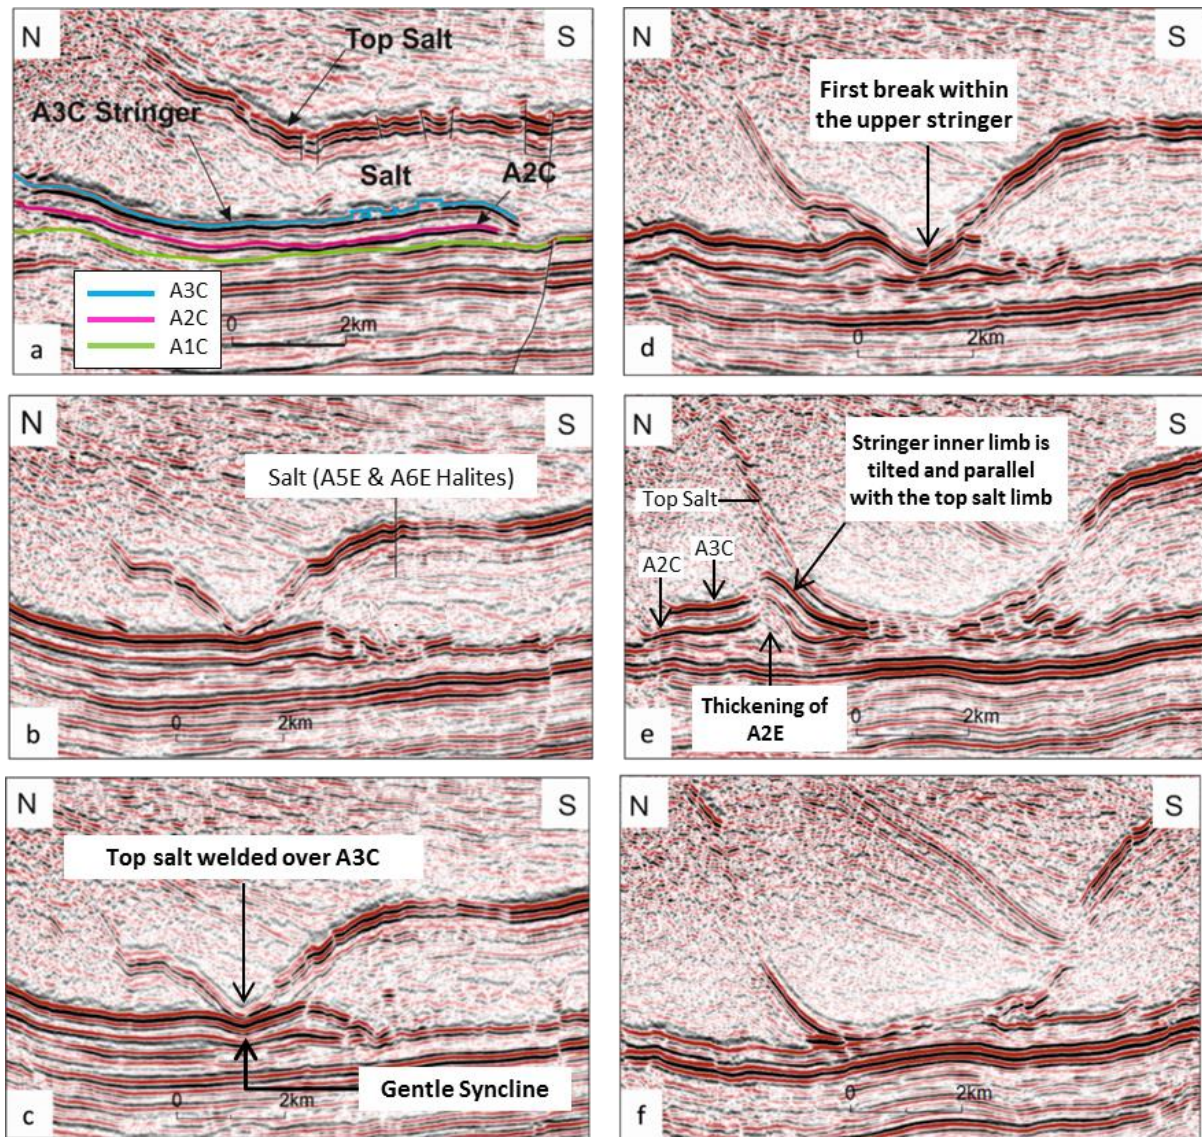 N
S
Top Salt
A3C Stringer
Salt
A2C
A3C
A2C
A1C
0
2km
a
N
S
Salt (A5E & A6E Halites)
0
2km
b
N
S
Top salt welded over A3C
Gentle Syncline
0
2km
c
N
S
First break within
the upper stringer
0
2km
d
N
S
Stringer inner limb is
tilted and parallel
with the top salt limb
Top Salt
A3C
A2C
Thickening of
A2E
0
2km
e
N
S
0
2km
f